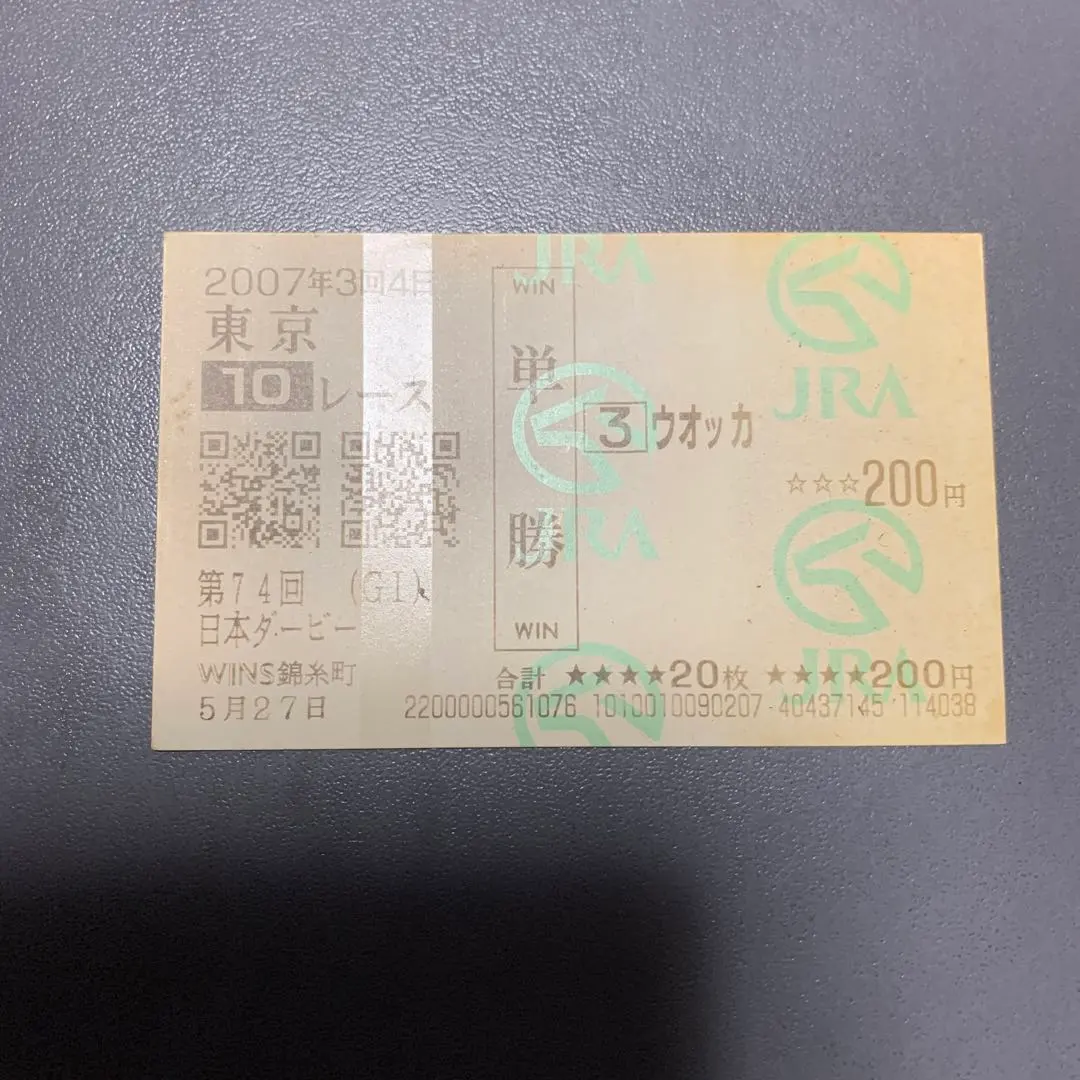 2007年3回4日
東京
10レース
第74回 (GI)
日本ダービー
WINS錦糸町
5月27日
WIN
単勝
WIN
3 ウオッカ
☆☆☆200円
合計 ★★★★20枚 ★★★★200円
2200000561076 1010010090207 40437145 114038
JRA
JRA
JRA
JRA